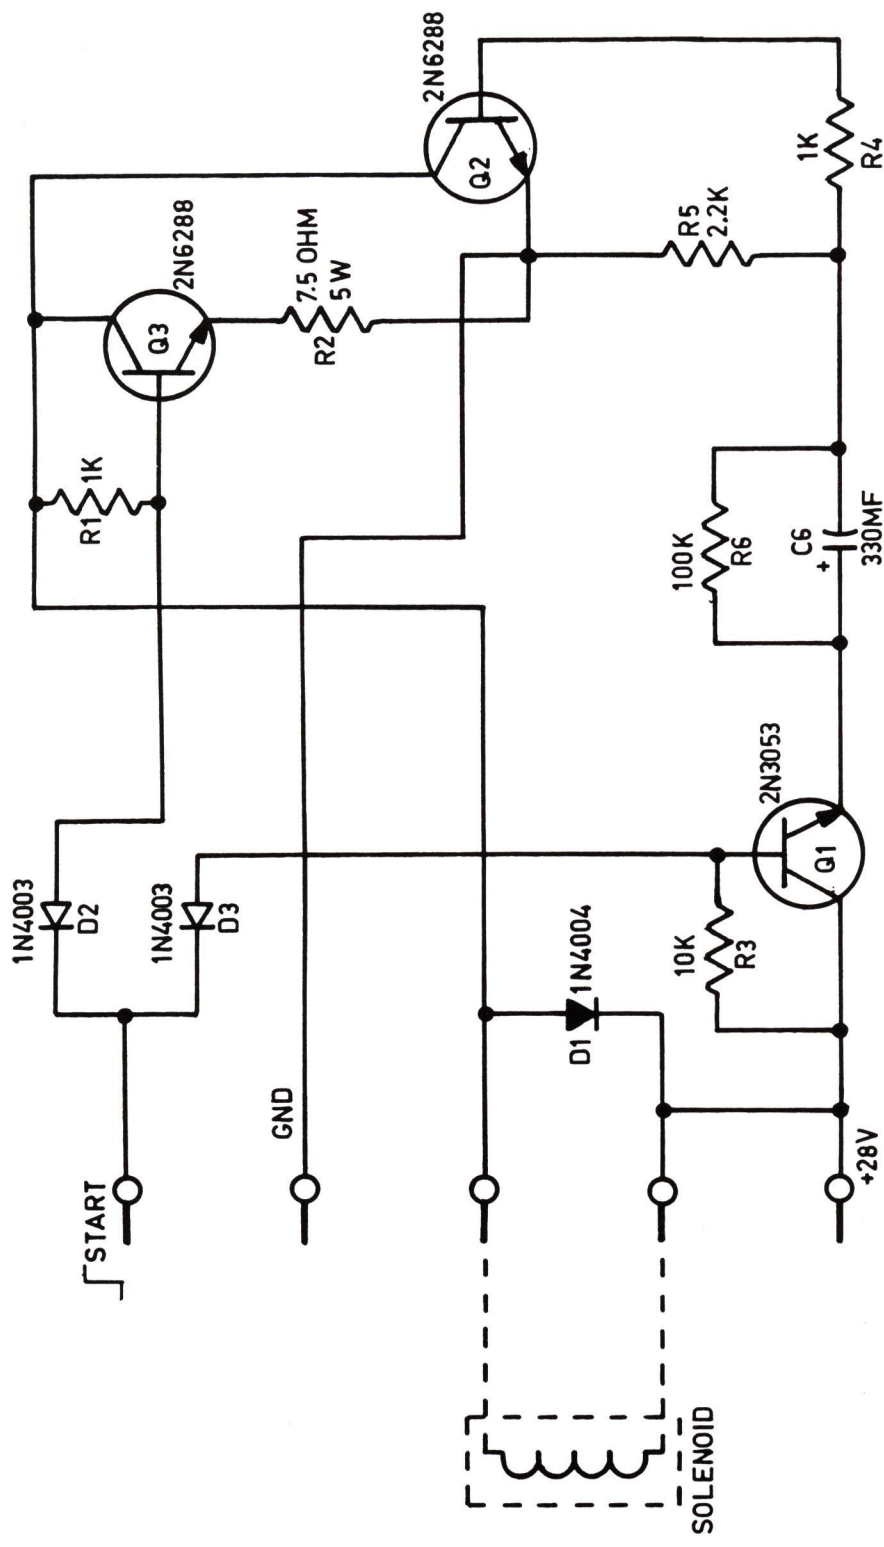 START
GND
SOLENOID
+28V
1N4003
D2
1N4003
D3
D1
1N4004
10K
R3
2N3053
Q1
R1
1K
Q3
2N6288
R2
7.5 OHM
5 W
100K
R6
C6
+
330MF
Q2
2N6288
R5
2.2K
1K
R4